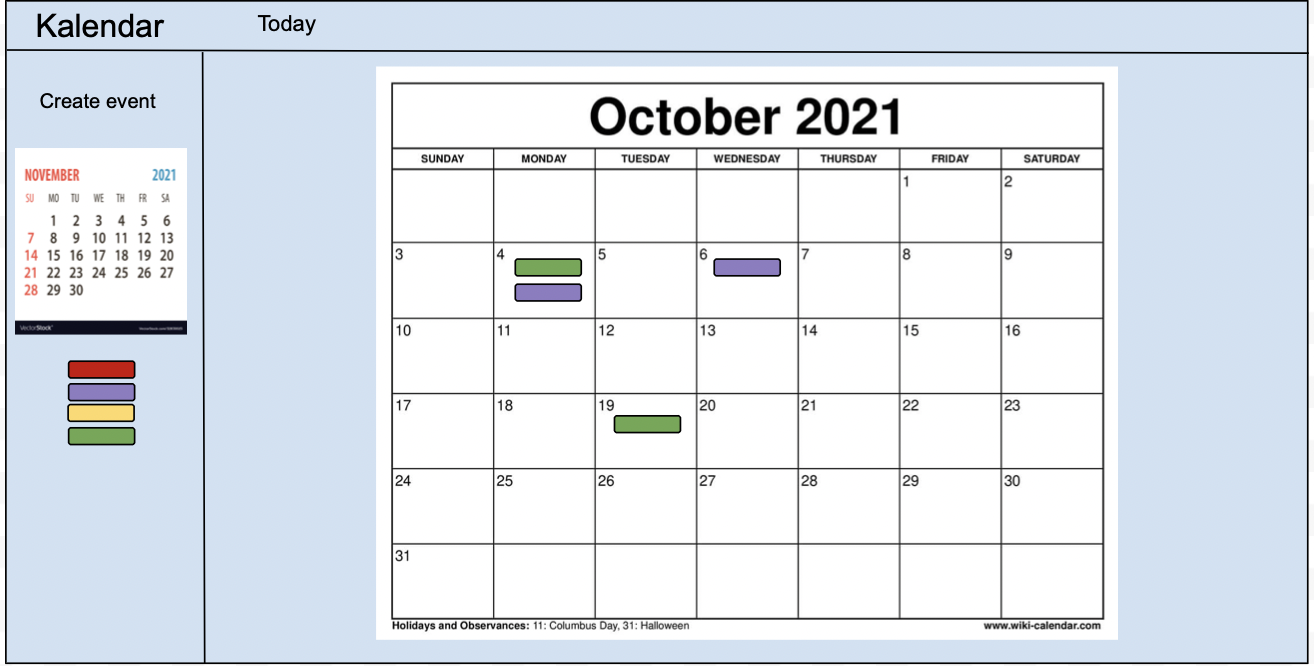 Kalendar
Today
Create event
NOVEMBER 2021
SU MO TU WE TH FR SA
1 2 3 4 5 6
7 8 9 10 11 12 13
14 15 16 17 18 19 20
21 22 23 24 25 26 27
28 29 30
VectorStock®
October 2021
SUNDAY MONDAY TUESDAY WEDNESDAY THURSDAY FRIDAY SATURDAY
1 2
3 4 5 6 7 8 9
10 11 12 13 14 15 16
17 18 19 20 21 22 23
24 25 26 27 28 29 30
31
Holidays and Observances: 11: Columbus Day, 31: Halloween www.wiki-calendar.com